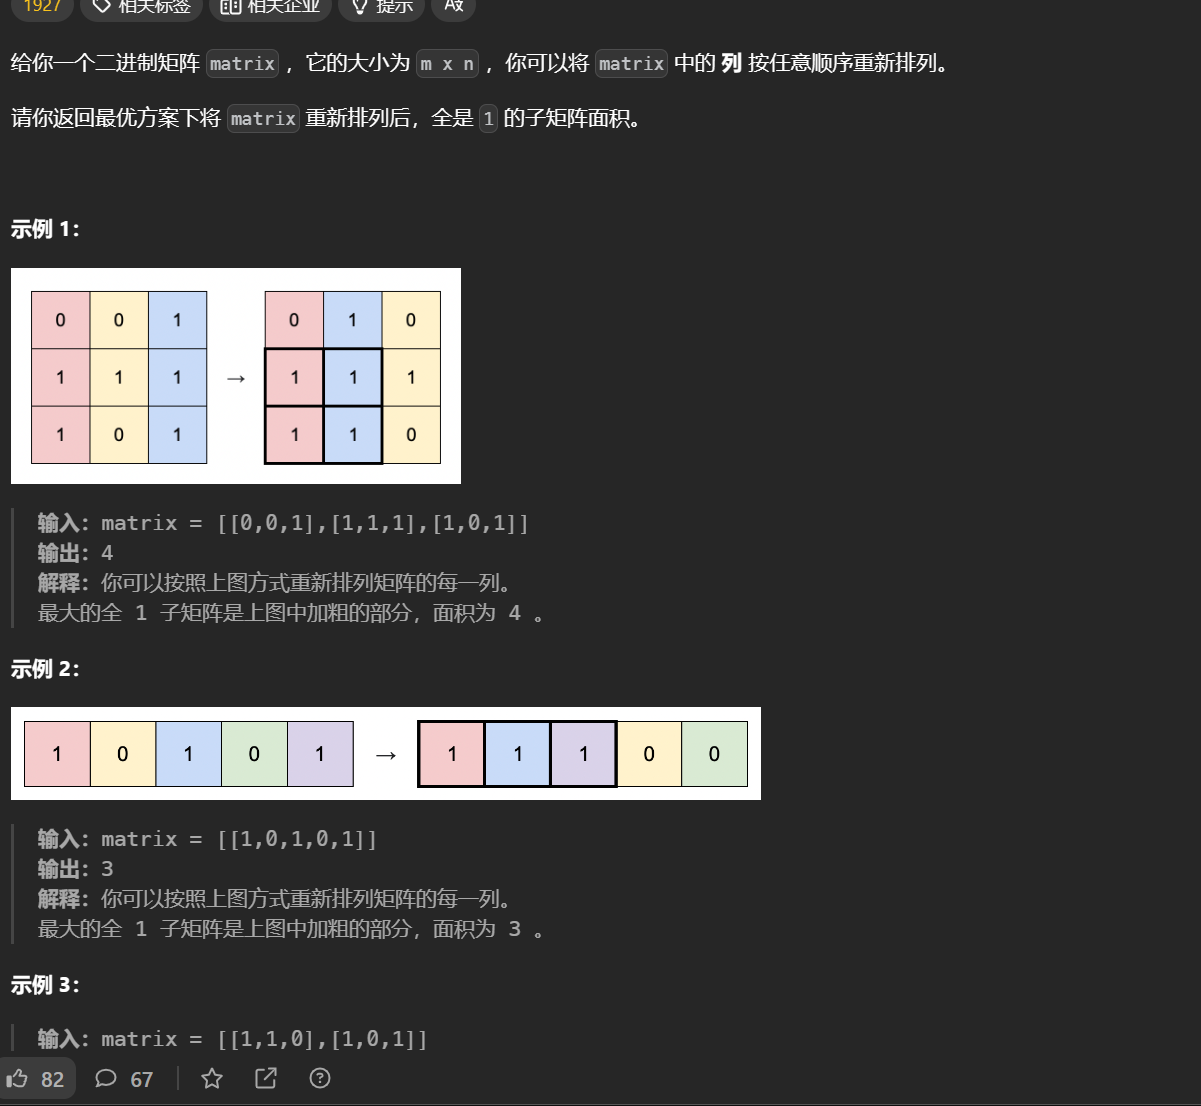 1927 相关标签 相关企业 提示
给你一个二进制矩阵 matrix ，它的大小为 m x n ，你可以将 matrix 中的 列 按任意顺序重新排列。
请你返回最优方案下将 matrix 重新排列后，全是 1 的子矩阵面积。
示例 1：
0 0 1 0 1 0
1 1 1 → 1 1 1
1 0 1 1 1 0
输入：matrix = [[0,0,1],[1,1,1],[1,0,1]]
输出：4
解释：你可以按照上图方式重新排列矩阵的每一列。
最大的全 1 子矩阵是上图中加粗的部分，面积为 4 。
示例 2：
1 0 1 0 1 → 1 1 1 0 0
输入：matrix = [[1,0,1,0,1]]
输出：3
解释：你可以按照上图方式重新排列矩阵的每一列。
最大的全 1 子矩阵是上图中加粗的部分，面积为 3 。
示例 3：
输入：matrix = [[1,1,0],[1,0,1]]
82 67